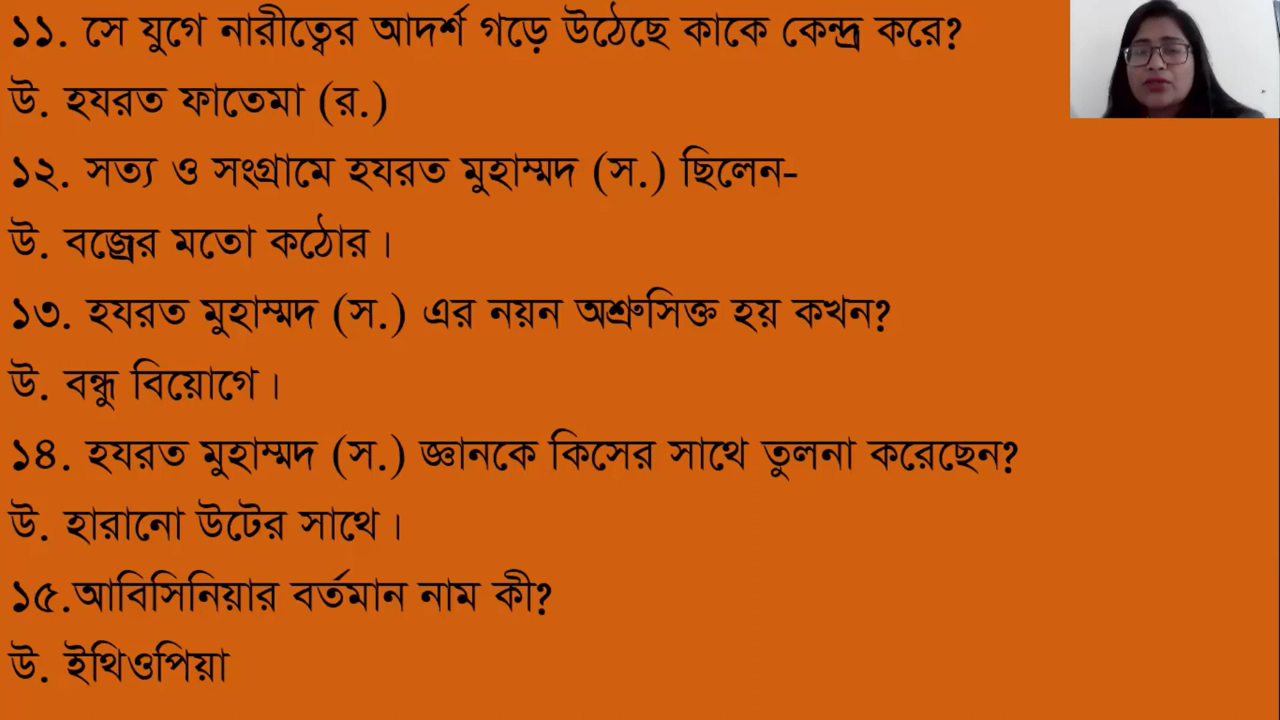 ১১. সে যুগে নারীত্বের আদর্শ গড়ে উঠেছে কাকে কেন্দ্র করে?
উ. হযরত ফাতেমা (র.)
১২. সত্য ও সংগ্রামে হযরত মুহাম্মদ (স.) ছিলেন-
উ. বজ্রের মতো কঠোর।
১৩. হযরত মুহাম্মদ (স.) এর নয়ন অশ্রুসিক্ত হয় কখন?
উ. বন্ধু বিয়োগে।
১৪. হযরত মুহাম্মদ (স.) জ্ঞানকে কিসের সাথে তুলনা করেছেন?
উ. হারানো উটের সাথে।
১৫.আবিসিনিয়ার বর্তমান নাম কী?
উ. ইথিওপিয়া